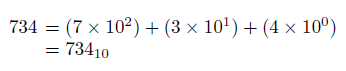 734 = (7 × 10²) + (3 × 10¹) + (4 × 10⁰)
= 734₁₀